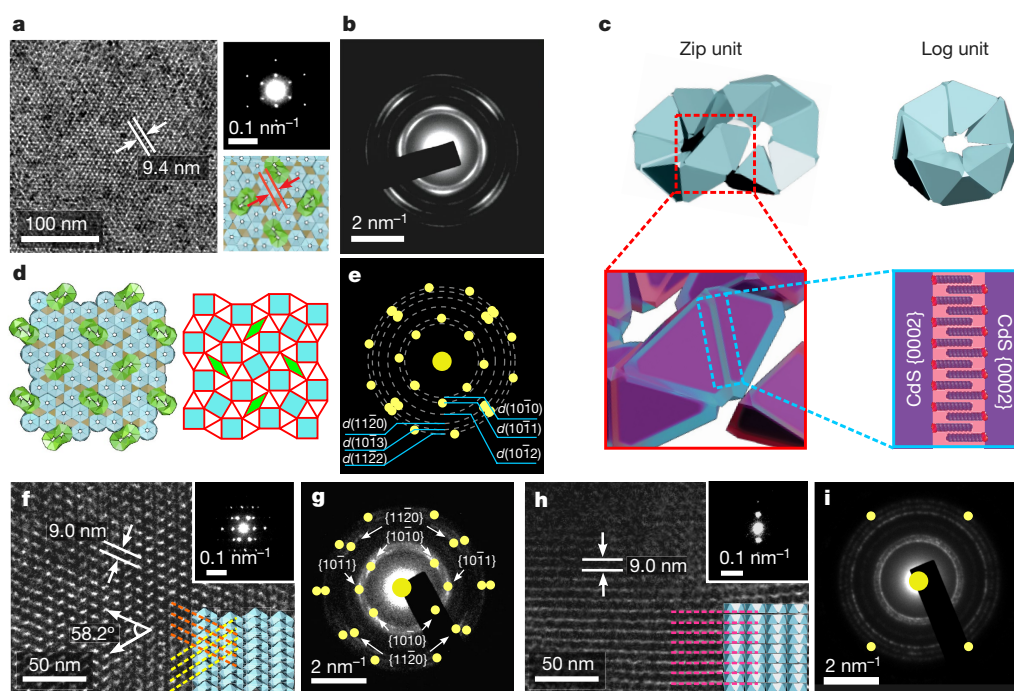 a
9.4 nm
100 nm
0.1 nm⁻¹
b
2 nm⁻¹
c
Zip unit
Log unit
CdS {0002}
CdS {0002}
d
e
d(101̄0)
d(112̄0)
d(101̄1)
d(101̄3)
d(112̄2)
d(101̄2)
f
9.0 nm
58.2°
50 nm
0.1 nm⁻¹
g
{112̄0}
{101̄0}
{101̄1}
{101̄1}
{101̄0}
{112̄0}
2 nm⁻¹
h
9.0 nm
50 nm
0.1 nm⁻¹
i
2 nm⁻¹